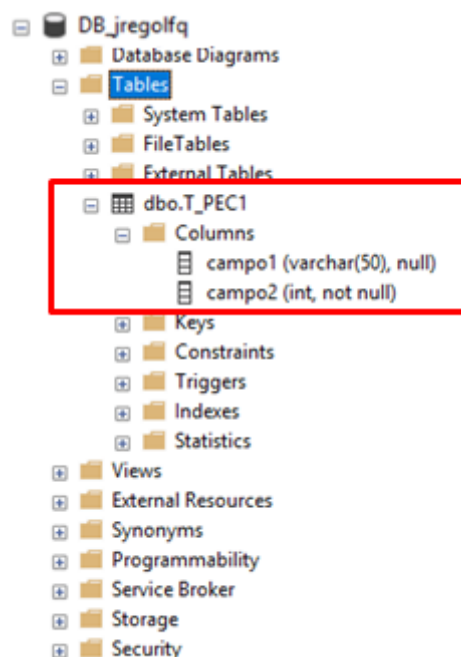 DB_jregolfq
Database Diagrams
Tables
System Tables
FileTables
External Tables
dbo.T_PEC1
Columns
campo1 (varchar(50), null)
campo2 (int, not null)
Keys
Constraints
Triggers
Indexes
Statistics
Views
External Resources
Synonyms
Programmability
Service Broker
Storage
Security